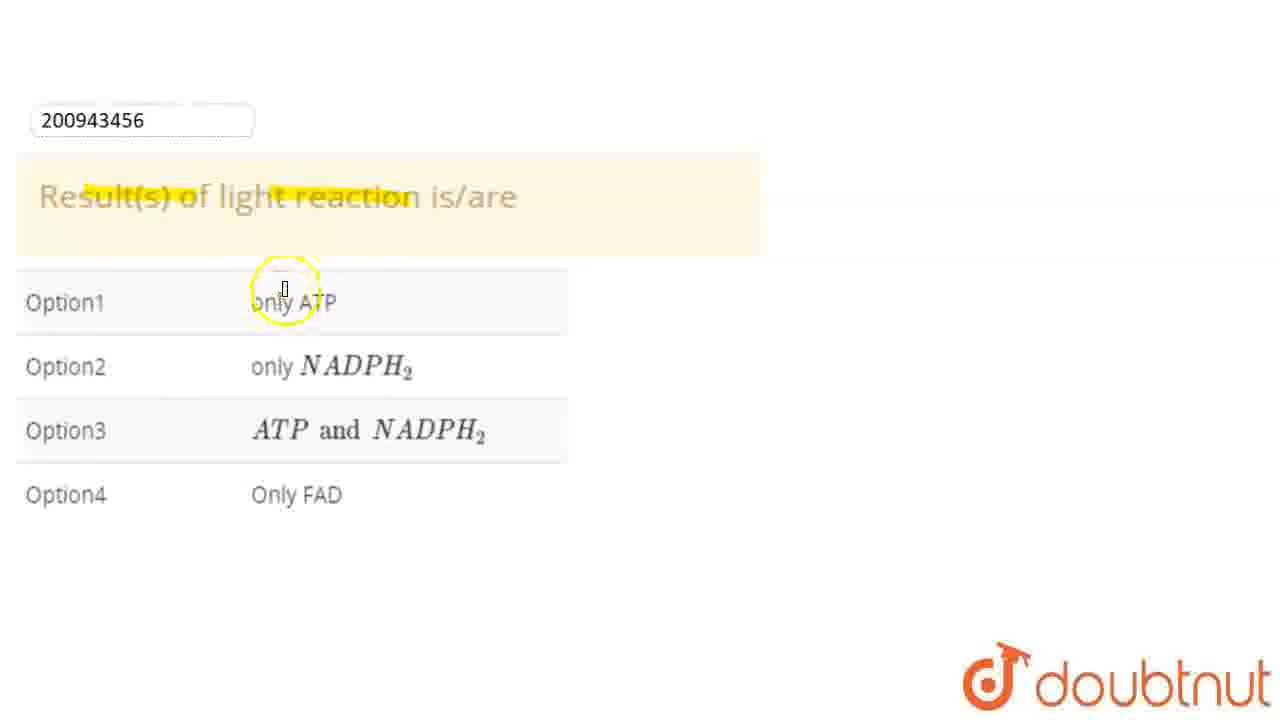 200943456
Result(s) of light reaction is/are
Option1 only ATP
Option2 only NADPH₂
Option3 ATP and NADPH₂
Option4 Only FAD
doubtnut